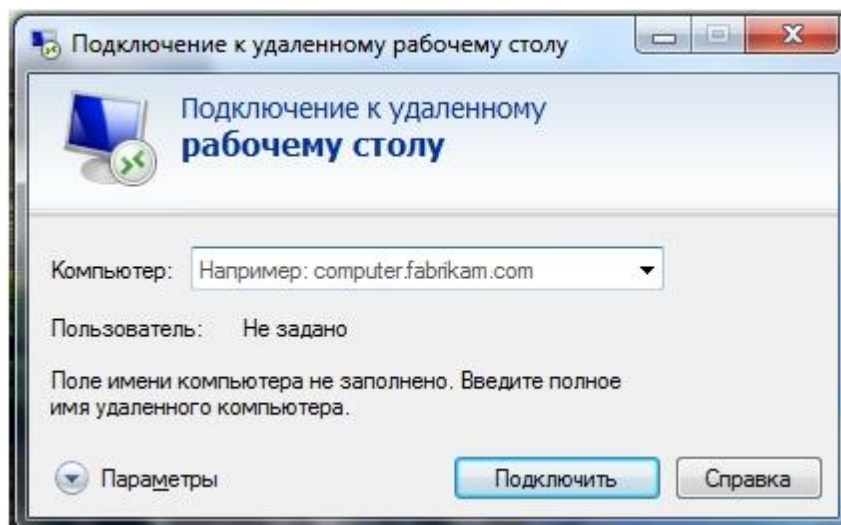 Подключение к удаленному рабочему столу
Подключение к удаленному
рабочему столу
Компьютер: Например: computer.fabrikam.com
Пользователь: Не задано
Поле имени компьютера не заполнено. Введите полное
имя удаленного компьютера.
Параметры Подключить Справка